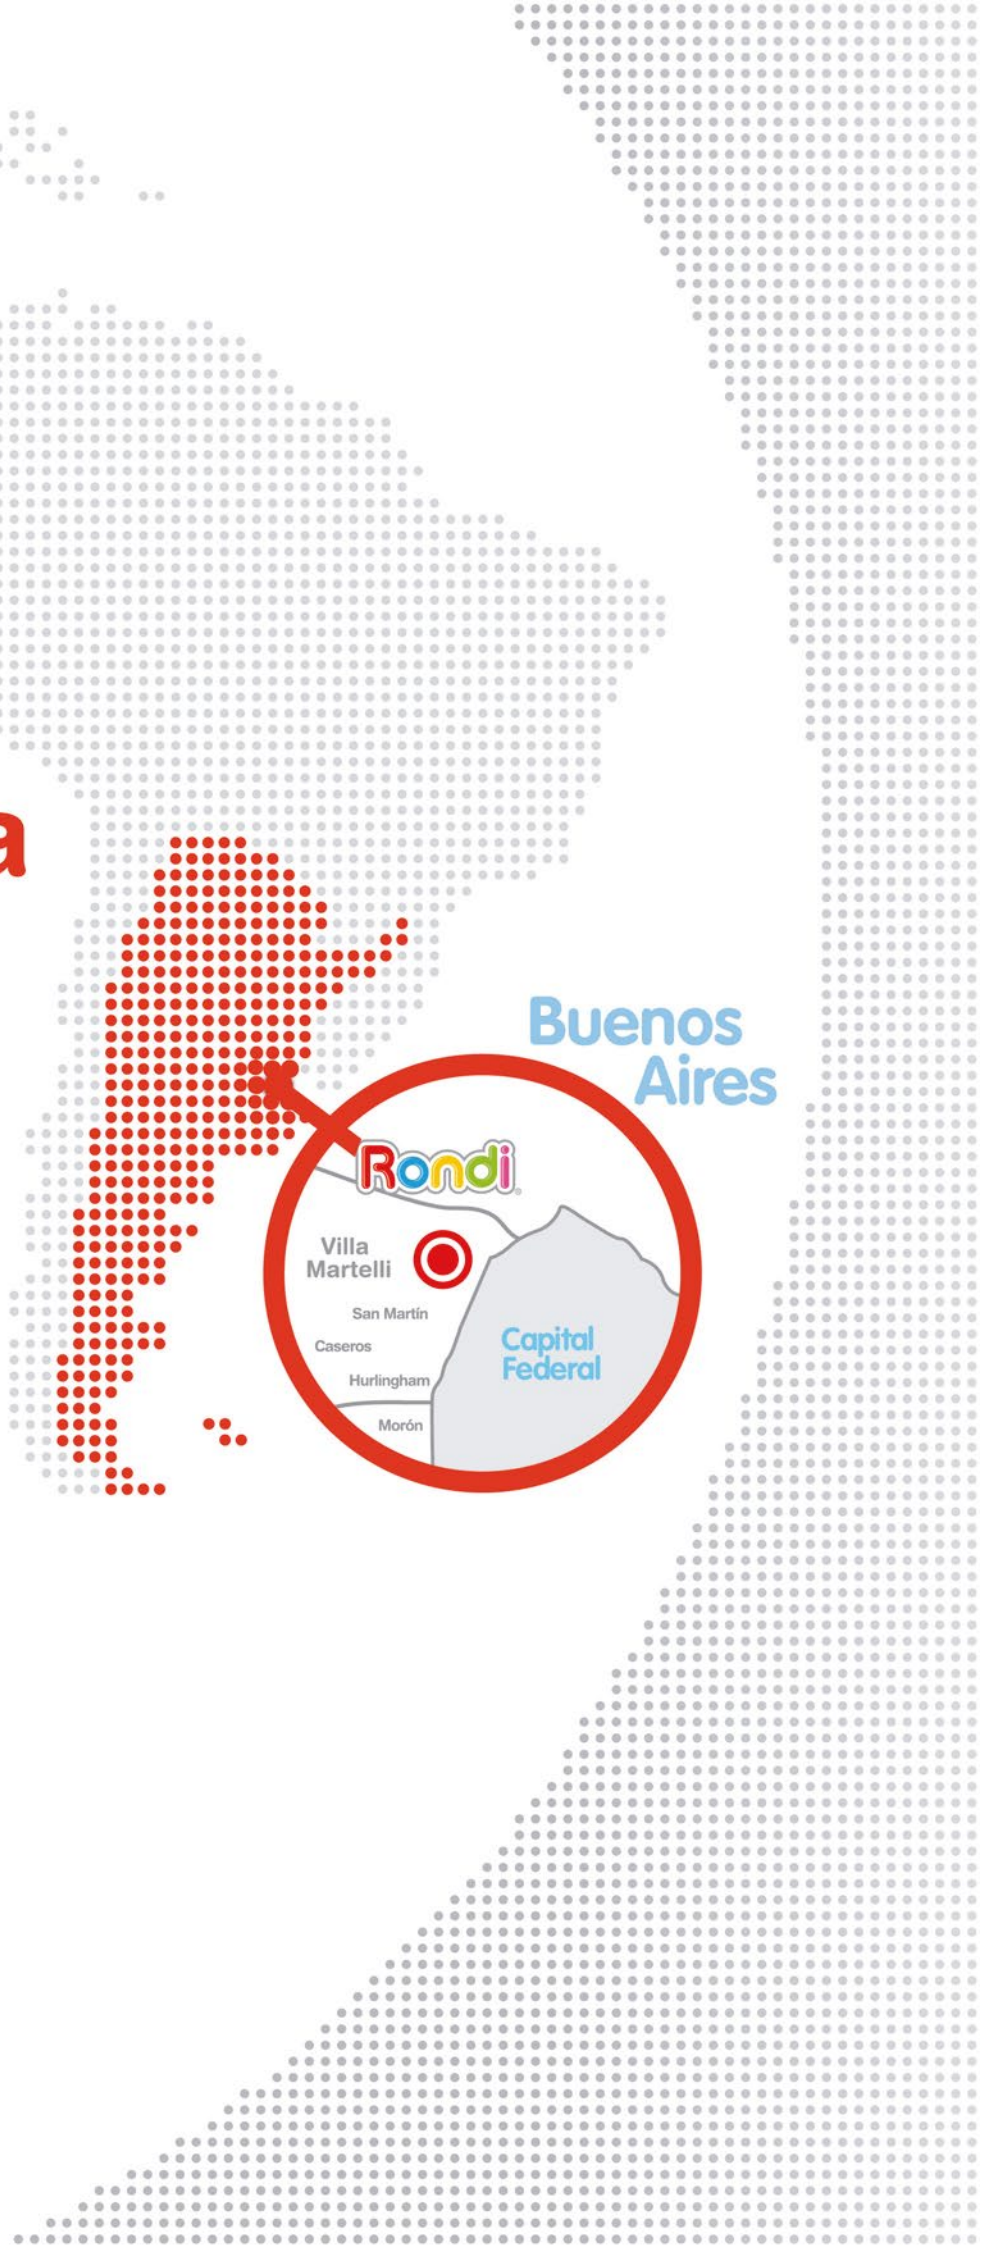 a
Buenos
Aires
Rondi
Villa
Martelli
San Martín
Capital
Federal
Caseros
Hurlingham
Morón